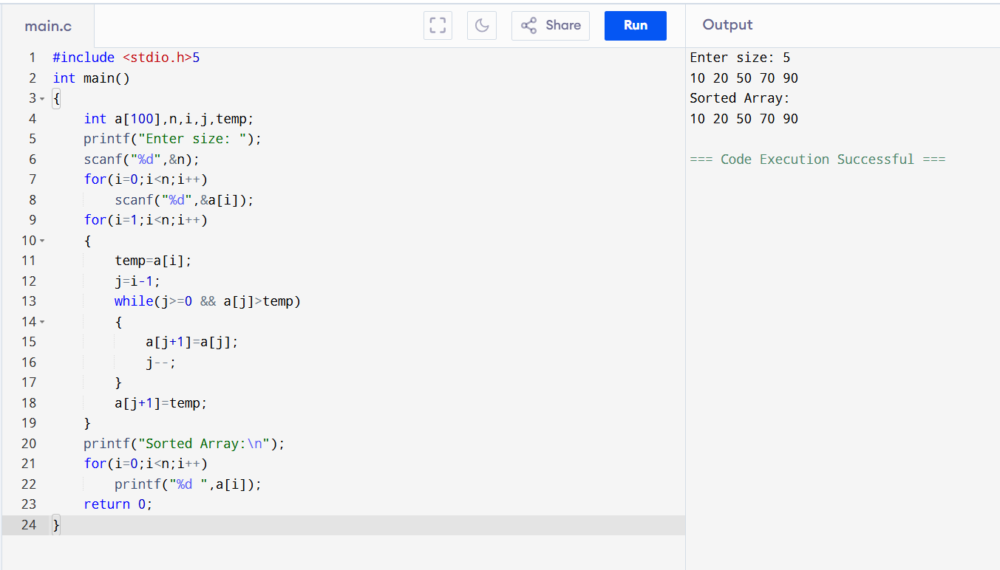 main.c Share Run Output
1 #include <stdio.h>5
2 int main()
3 {
4     int a[100],n,i,j,temp;
5     printf("Enter size: ");
6     scanf("%d",&n);
7     for(i=0;i<n;i++)
8         scanf("%d",&a[i]);
9     for(i=1;i<n;i++)
10     {
11         temp=a[i];
12         j=i-1;
13         while(j>=0 && a[j]>temp)
14         {
15             a[j+1]=a[j];
16             j--;
17         }
18         a[j+1]=temp;
19     }
20     printf("Sorted Array:\n");
21     for(i=0;i<n;i++)
22         printf("%d ",a[i]);
23     return 0;
24 }
Enter size: 5
10 20 50 70 90
Sorted Array:
10 20 50 70 90
=== Code Execution Successful ===